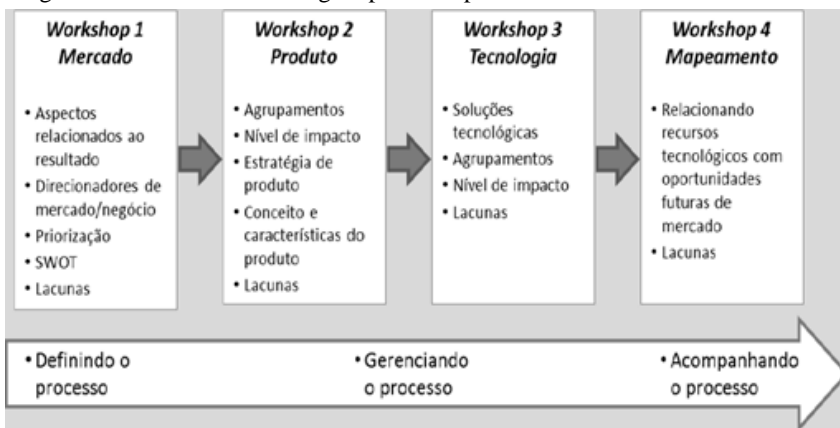 Workshop 1
Mercado
• Aspectos
relacionados ao
resultado
• Direcionadores de
mercado/negócio
• Priorização
• SWOT
• Lacunas
Workshop 2
Produto
• Agrupamentos
• Nível de impacto
• Estratégia de
produto
• Conceito e
características do
produto
• Lacunas
Workshop 3
Tecnologia
• Soluções
tecnológicas
• Agrupamentos
• Nível de impacto
• Lacunas
Workshop 4
Mapeamento
• Relacionando
recursos
tecnológicos com
oportunidades
futuras de
mercado
• Lacunas
• Definindo o
processo
• Gerenciando
o processo
• Acompanhando
o processo